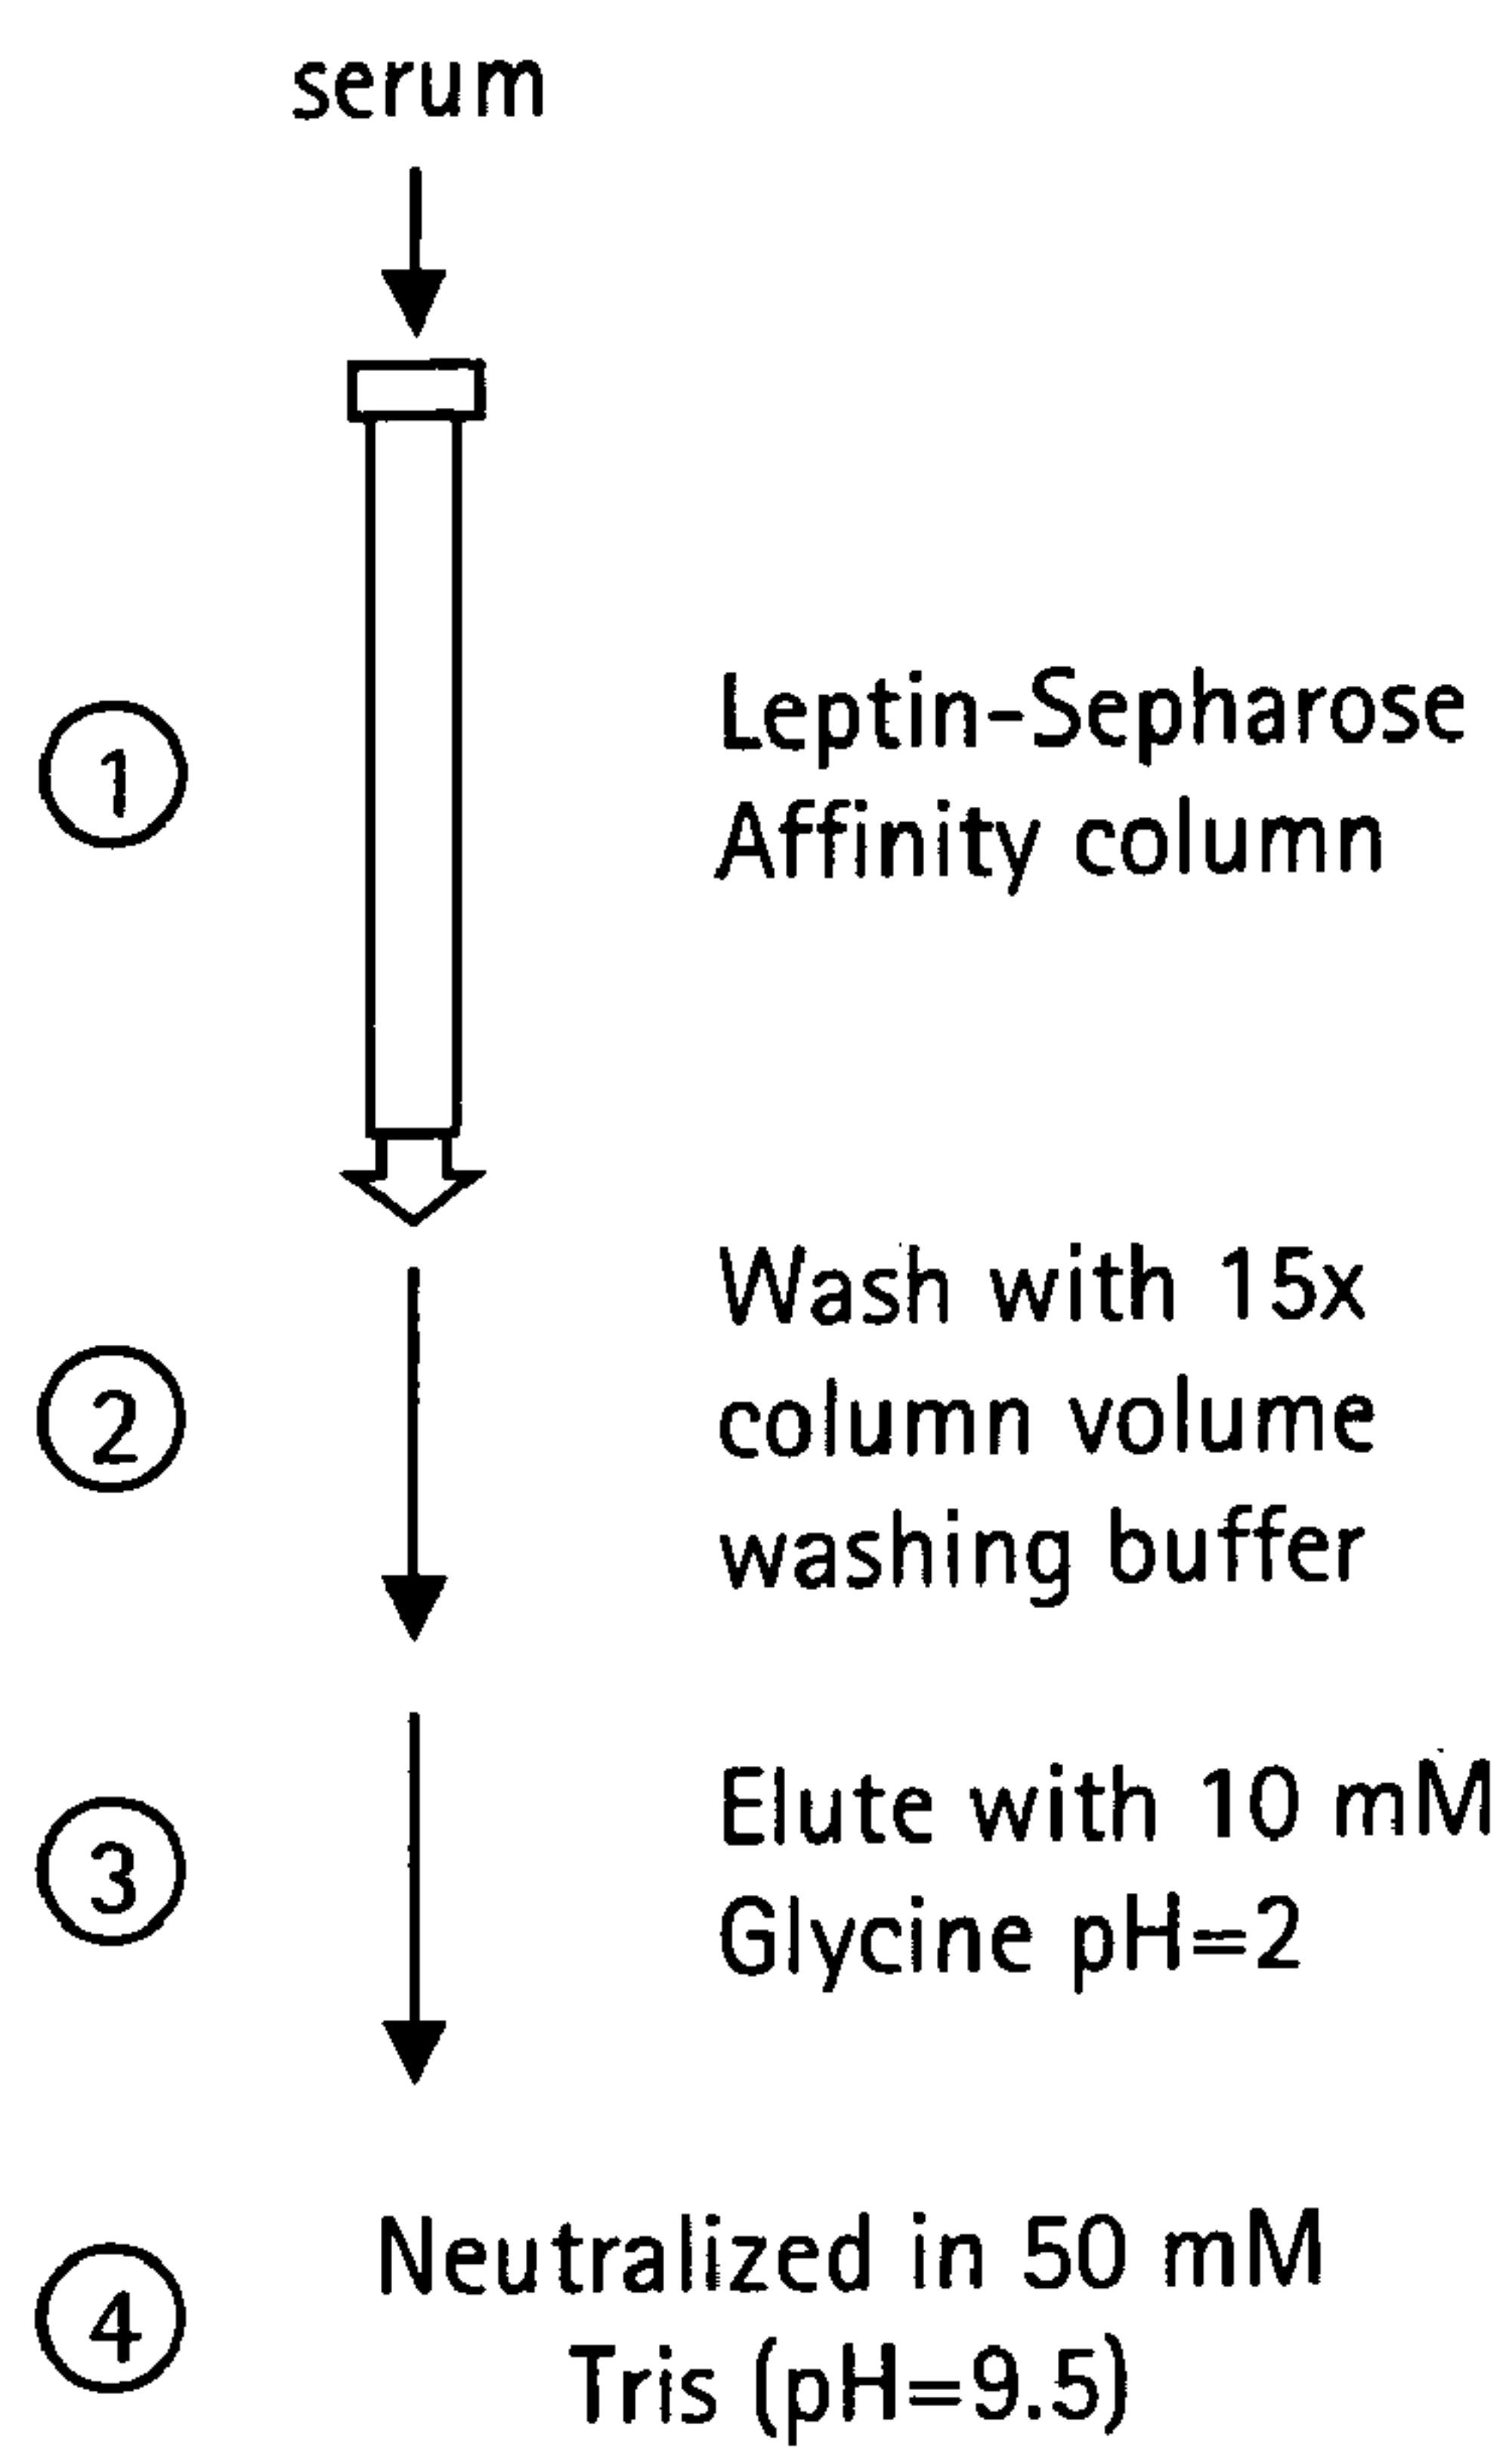 serum
1
Leptin-Sepharose
Affinity column
2
Wash with 15x
column volume
washing buffer
3
Elute with 10 mM
Glycine pH=2
4
Neutralized in 50 mM
Tris (pH=9.5)